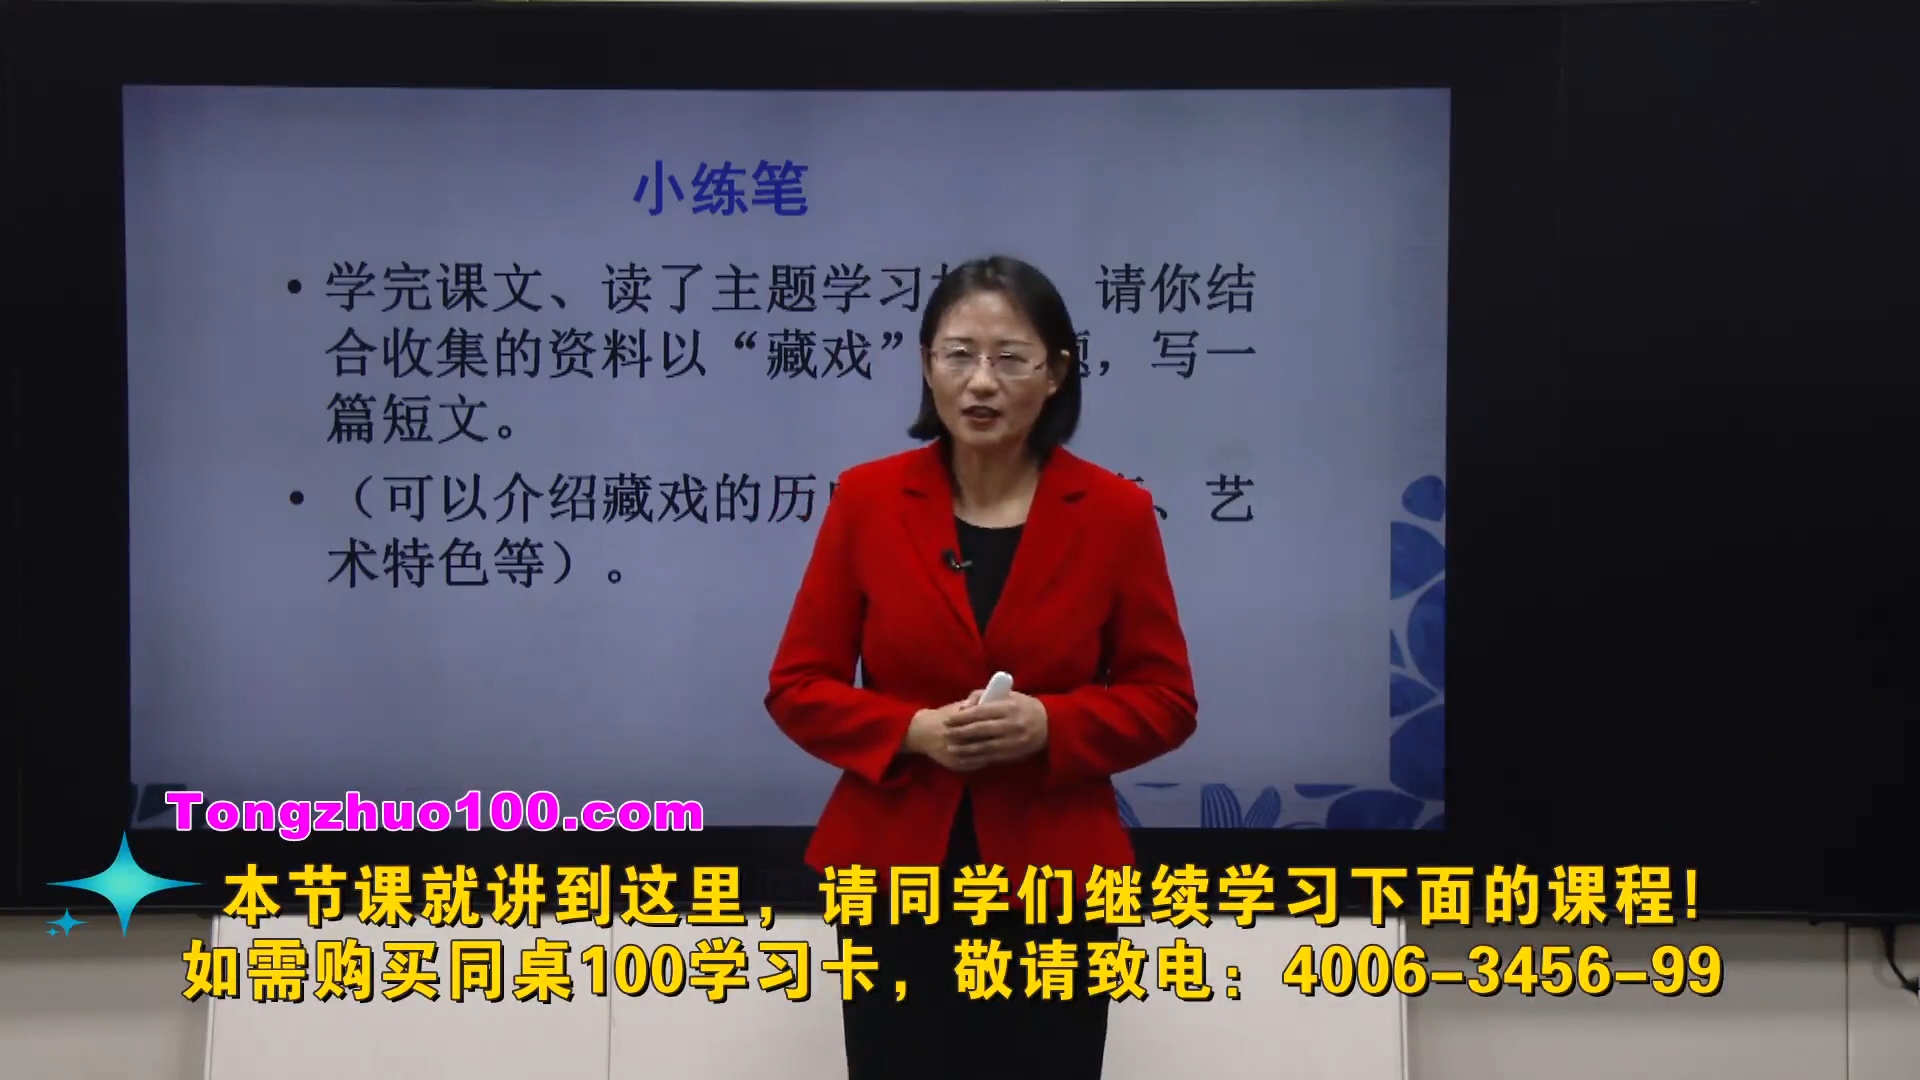 小练笔
• 学完课文、读了主题学习 请你结
合收集的资料以“藏戏” 题，写一
篇短文。
• （可以介绍藏戏的历 、艺
术特色等）。
Tongzhuo100.com
本节课就讲到这里，请同学们继续学习下面的课程！
如需购买同桌100学习卡，敬请致电：4006-3456-99